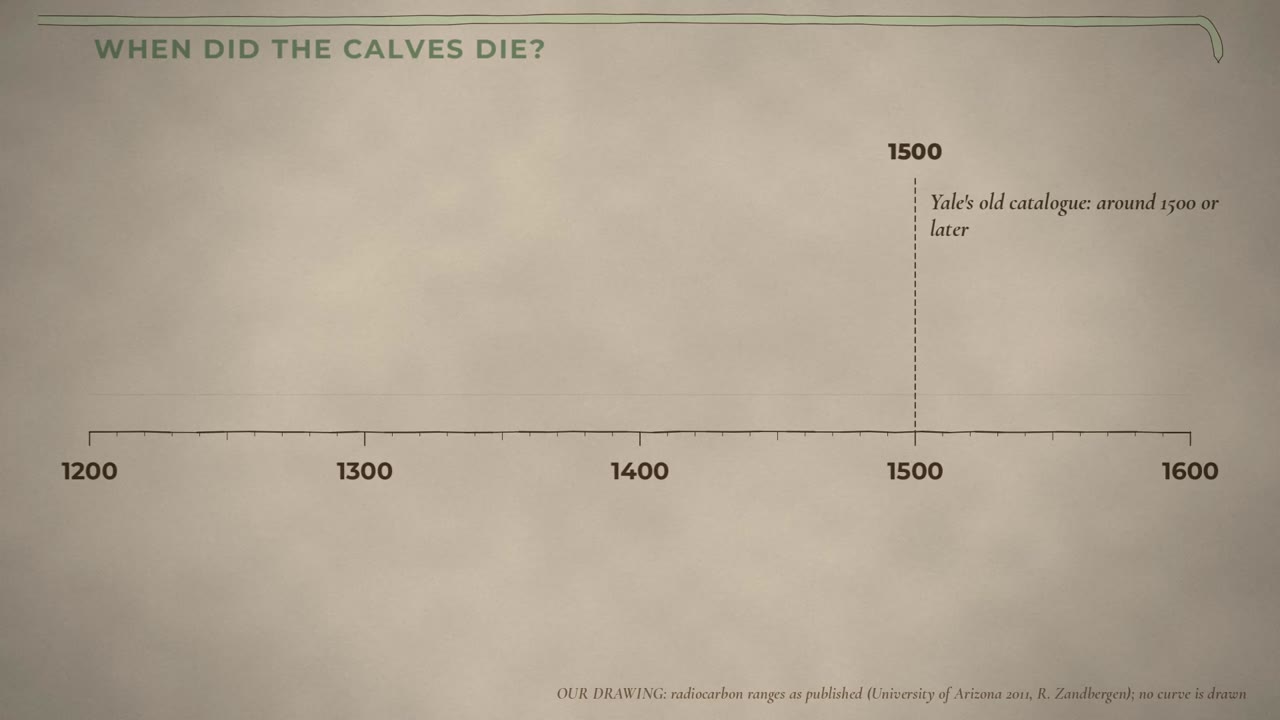 WHEN DID THE CALVES DIE?
1500
Yale's old catalogue: around 1500 or
later
1200 1300 1400 1500 1600
OUR DRAWING: radiocarbon ranges as published (University of Arizona 2011, R. Zandbergen); no curve is drawn